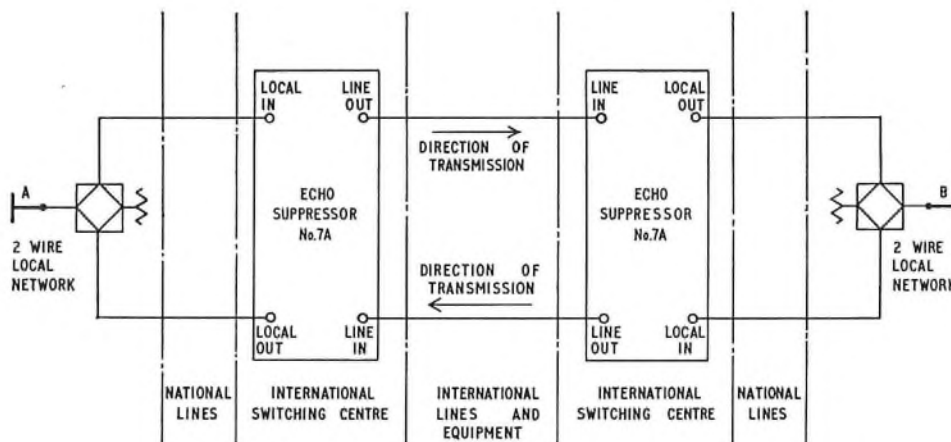 LOCAL
IN
LINE
OUT
LINE
IN
LOCAL
OUT
DIRECTION OF
TRANSMISSION
A
ECHO
SUPPRESSOR
No.7A
ECHO
SUPPRESSOR
No.7A
B
2 WIRE
LOCAL
NETWORK
2 WIRE
LOCAL
NETWORK
DIRECTION OF
TRANSMISSION
LOCAL
OUT
LINE
IN
LINE
OUT
LOCAL
IN
NATIONAL
LINES
INTERNATIONAL
SWITCHING CENTRE
INTERNATIONAL
LINES AND
EQUIPMENT
INTERNATIONAL
SWITCHING CENTRE
NATIONAL
LINES